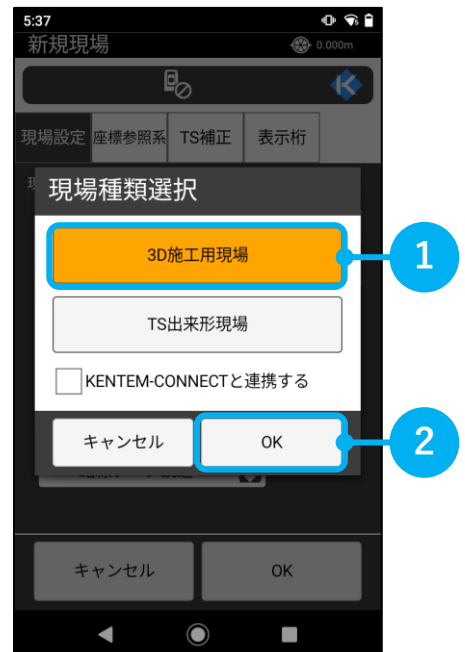 5:37
新規現場
0.000m
現場設定 座標参照系 TS補正 表示桁
現場種類選択
3D施工用現場
1
TS出来形現場
KENTEM-CONNECTと連携する
キャンセル OK
2
キャンセル OK